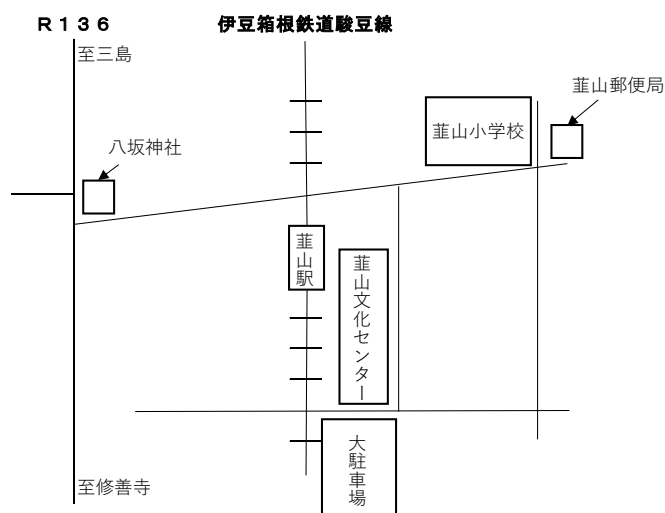 R136
伊豆箱根鉄道駿豆線
至三島
韮山郵便局
韮山小学校
八坂神社
韮山駅
韮山文化センター
大駐車場
至修善寺